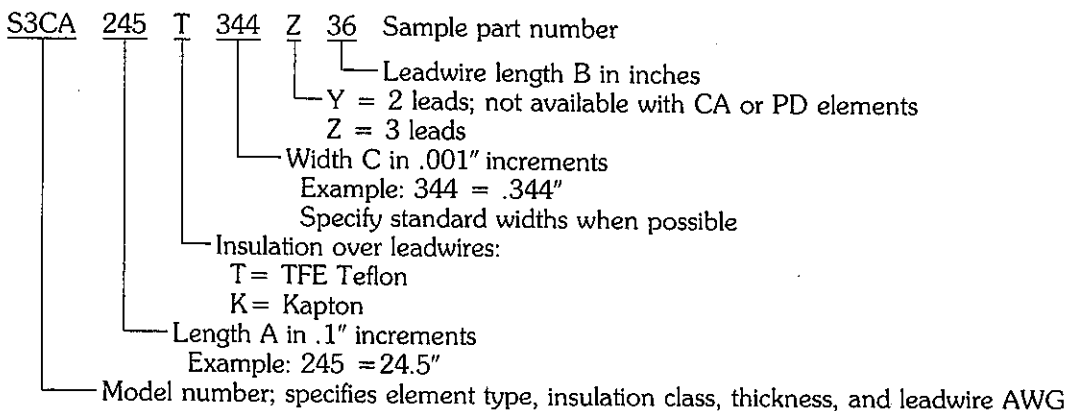 S3CA 245 T 344 Z 36 Sample part number
Leadwire length B in inches
Y = 2 leads; not available with CA or PD elements
Z = 3 leads
Width C in .001″ increments
Example: 344 = .344″
Specify standard widths when possible
Insulation over leadwires:
T= TFE Teflon
K= Kapton
Length A in .1″ increments
Example: 245 =24.5″
Model number; specifies element type, insulation class, thickness, and leadwire AWG